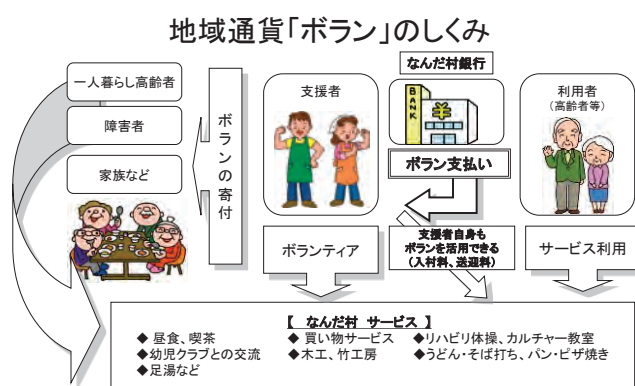 地域通貨「ボラン」のしくみ
一人暮らし高齢者
障害者
家族など
ボランの寄付
支援者
なんだ村銀行
BANK
¥
ボラン支払い
利用者
(高齢者等)
ボランティア
支援者自身も
ボランを活用できる
(入村料、送迎料)
サービス利用
【 なんだ村 サービス 】
◆ 昼食、喫茶
◆ 買い物サービス
◆リハビリ体操、カルチャー教室
◆幼児クラブとの交流
◆木工、竹工房
◆うどん・そば打ち、パン・ピザ焼き
◆足湯など